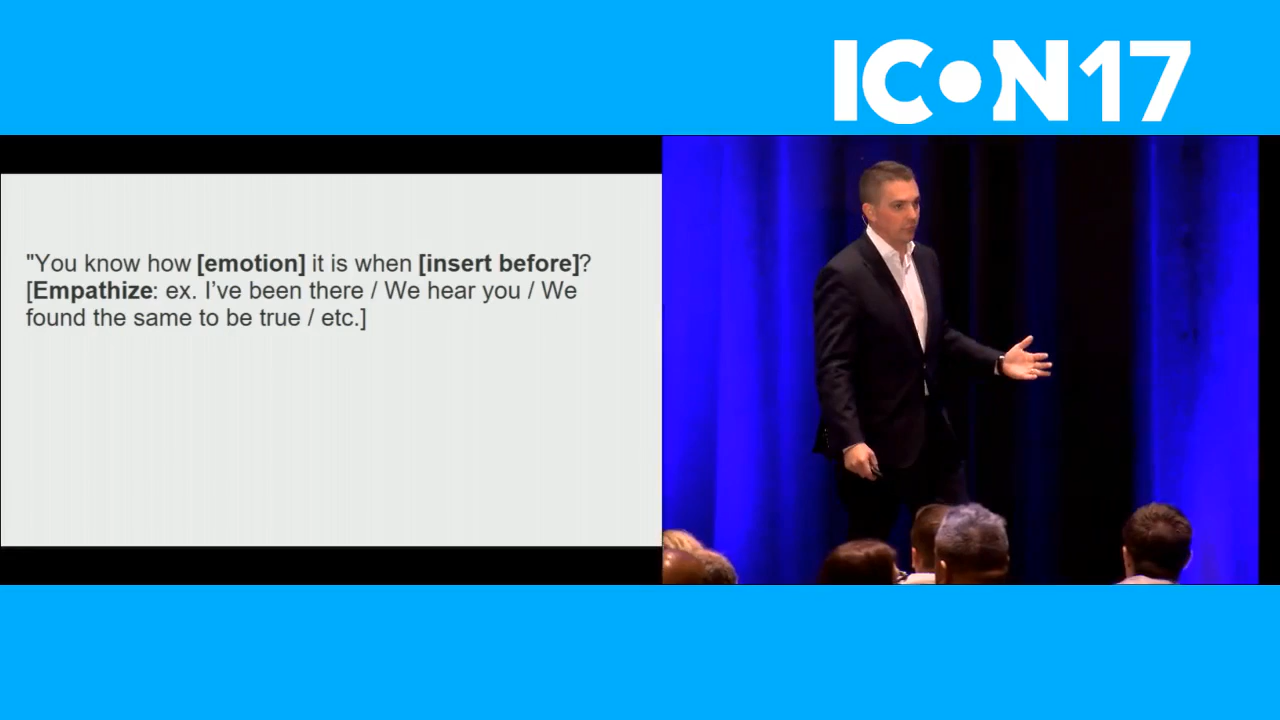 ICON17
"You know how [emotion] it is when [insert before]?
[Empathize: ex. I've been there / We hear you / We
found the same to be true / etc.]